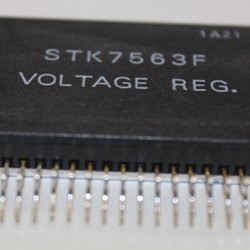 1A21
STK7563F
VOLTAGE REG.